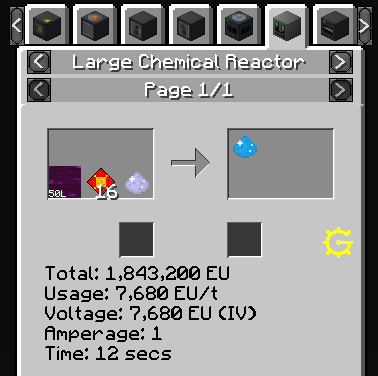 Large Chemical Reactor
Page 1/1
50L
16
Total: 1,843,200 EU
Usage: 7,680 EU/t
Voltage: 7,680 EU (IV)
Amperage: 1
Time: 12 secs